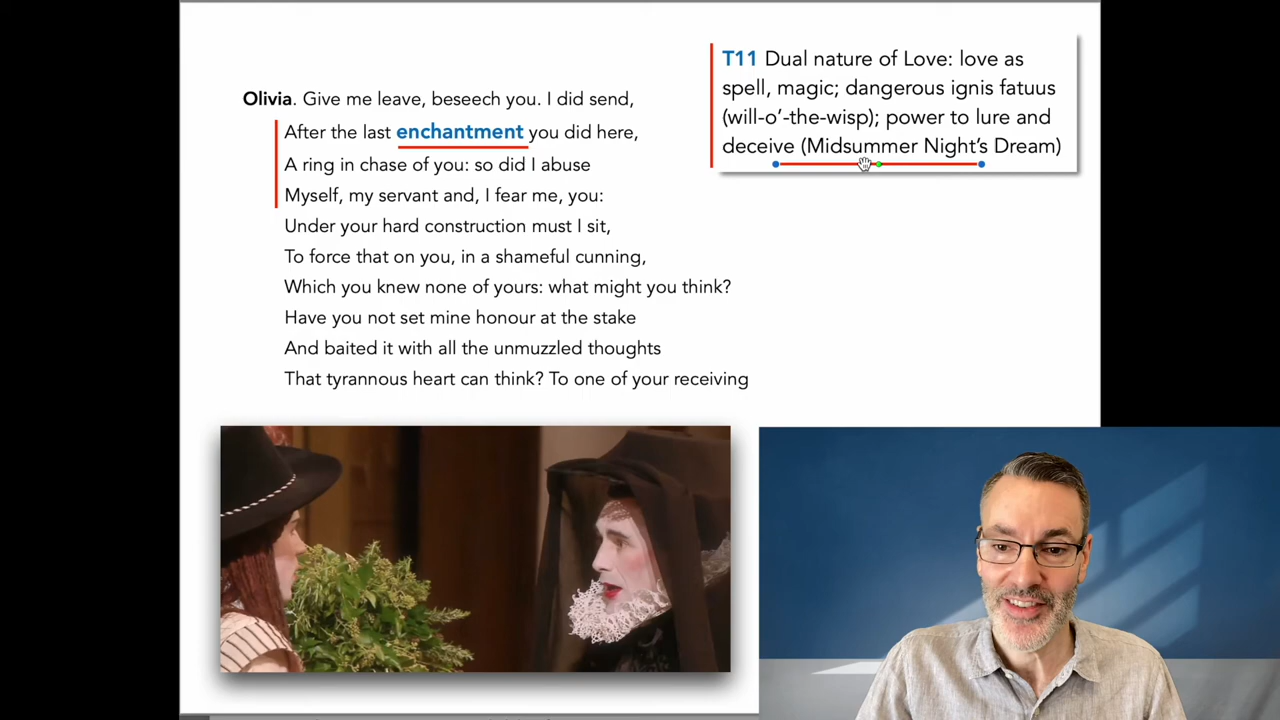 Olivia. Give me leave, beseech you. I did send,
After the last enchantment you did here,
A ring in chase of you: so did I abuse
Myself, my servant and, I fear me, you:
Under your hard construction must I sit,
To force that on you, in a shameful cunning,
Which you knew none of yours: what might you think?
Have you not set mine honour at the stake
And baited it with all the unmuzzled thoughts
That tyrannous heart can think? To one of your receiving
T11 Dual nature of Love: love as
spell, magic; dangerous ignis fatuus
(will-o’-the-wisp); power to lure and
deceive (Midsummer Night’s Dream)